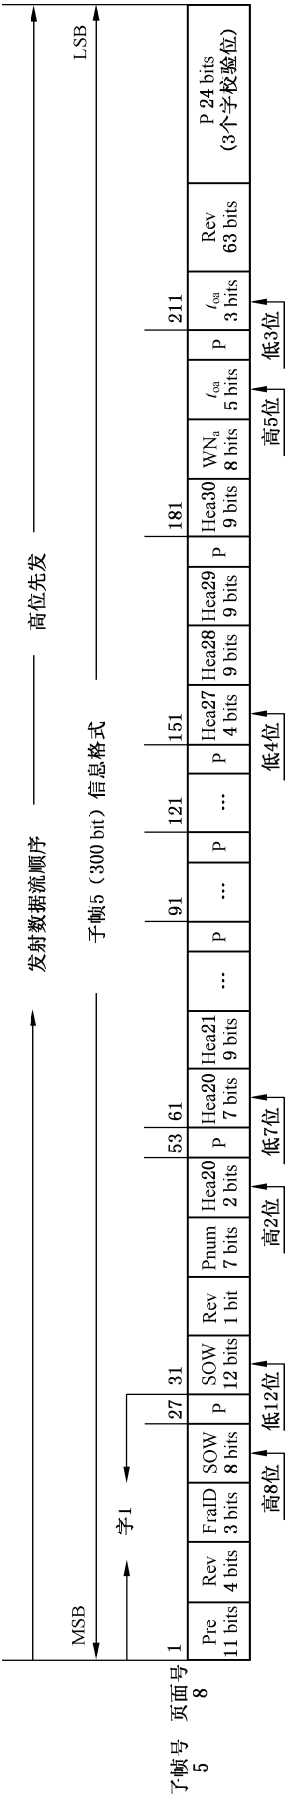 发射数据流顺序 高位先发
MSB 子帧5（300 bit）信息格式 LSB
字1
子帧号 页面号 1 27 31 53 61 91 121 151 181 211
5 8
Pre 11 bits
Rev 4 bits
FraID 3 bits
SOW 8 bits
P
SOW 12 bits
Rev 1 bit
Pnum 7 bits
Hea20 2 bits
P
Hea20 7 bits
Hea21 9 bits
…
P
…
P
…
P
Hea27 4 bits
Hea28 9 bits
Hea29 9 bits
P
Hea30 9 bits
WNa 8 bits
toa 5 bits
P
toa 3 bits
Rev 63 bits
P 24 bits
(3个字校验位)
高8位 低12位 高2位 低7位 低4位 高5位 低3位